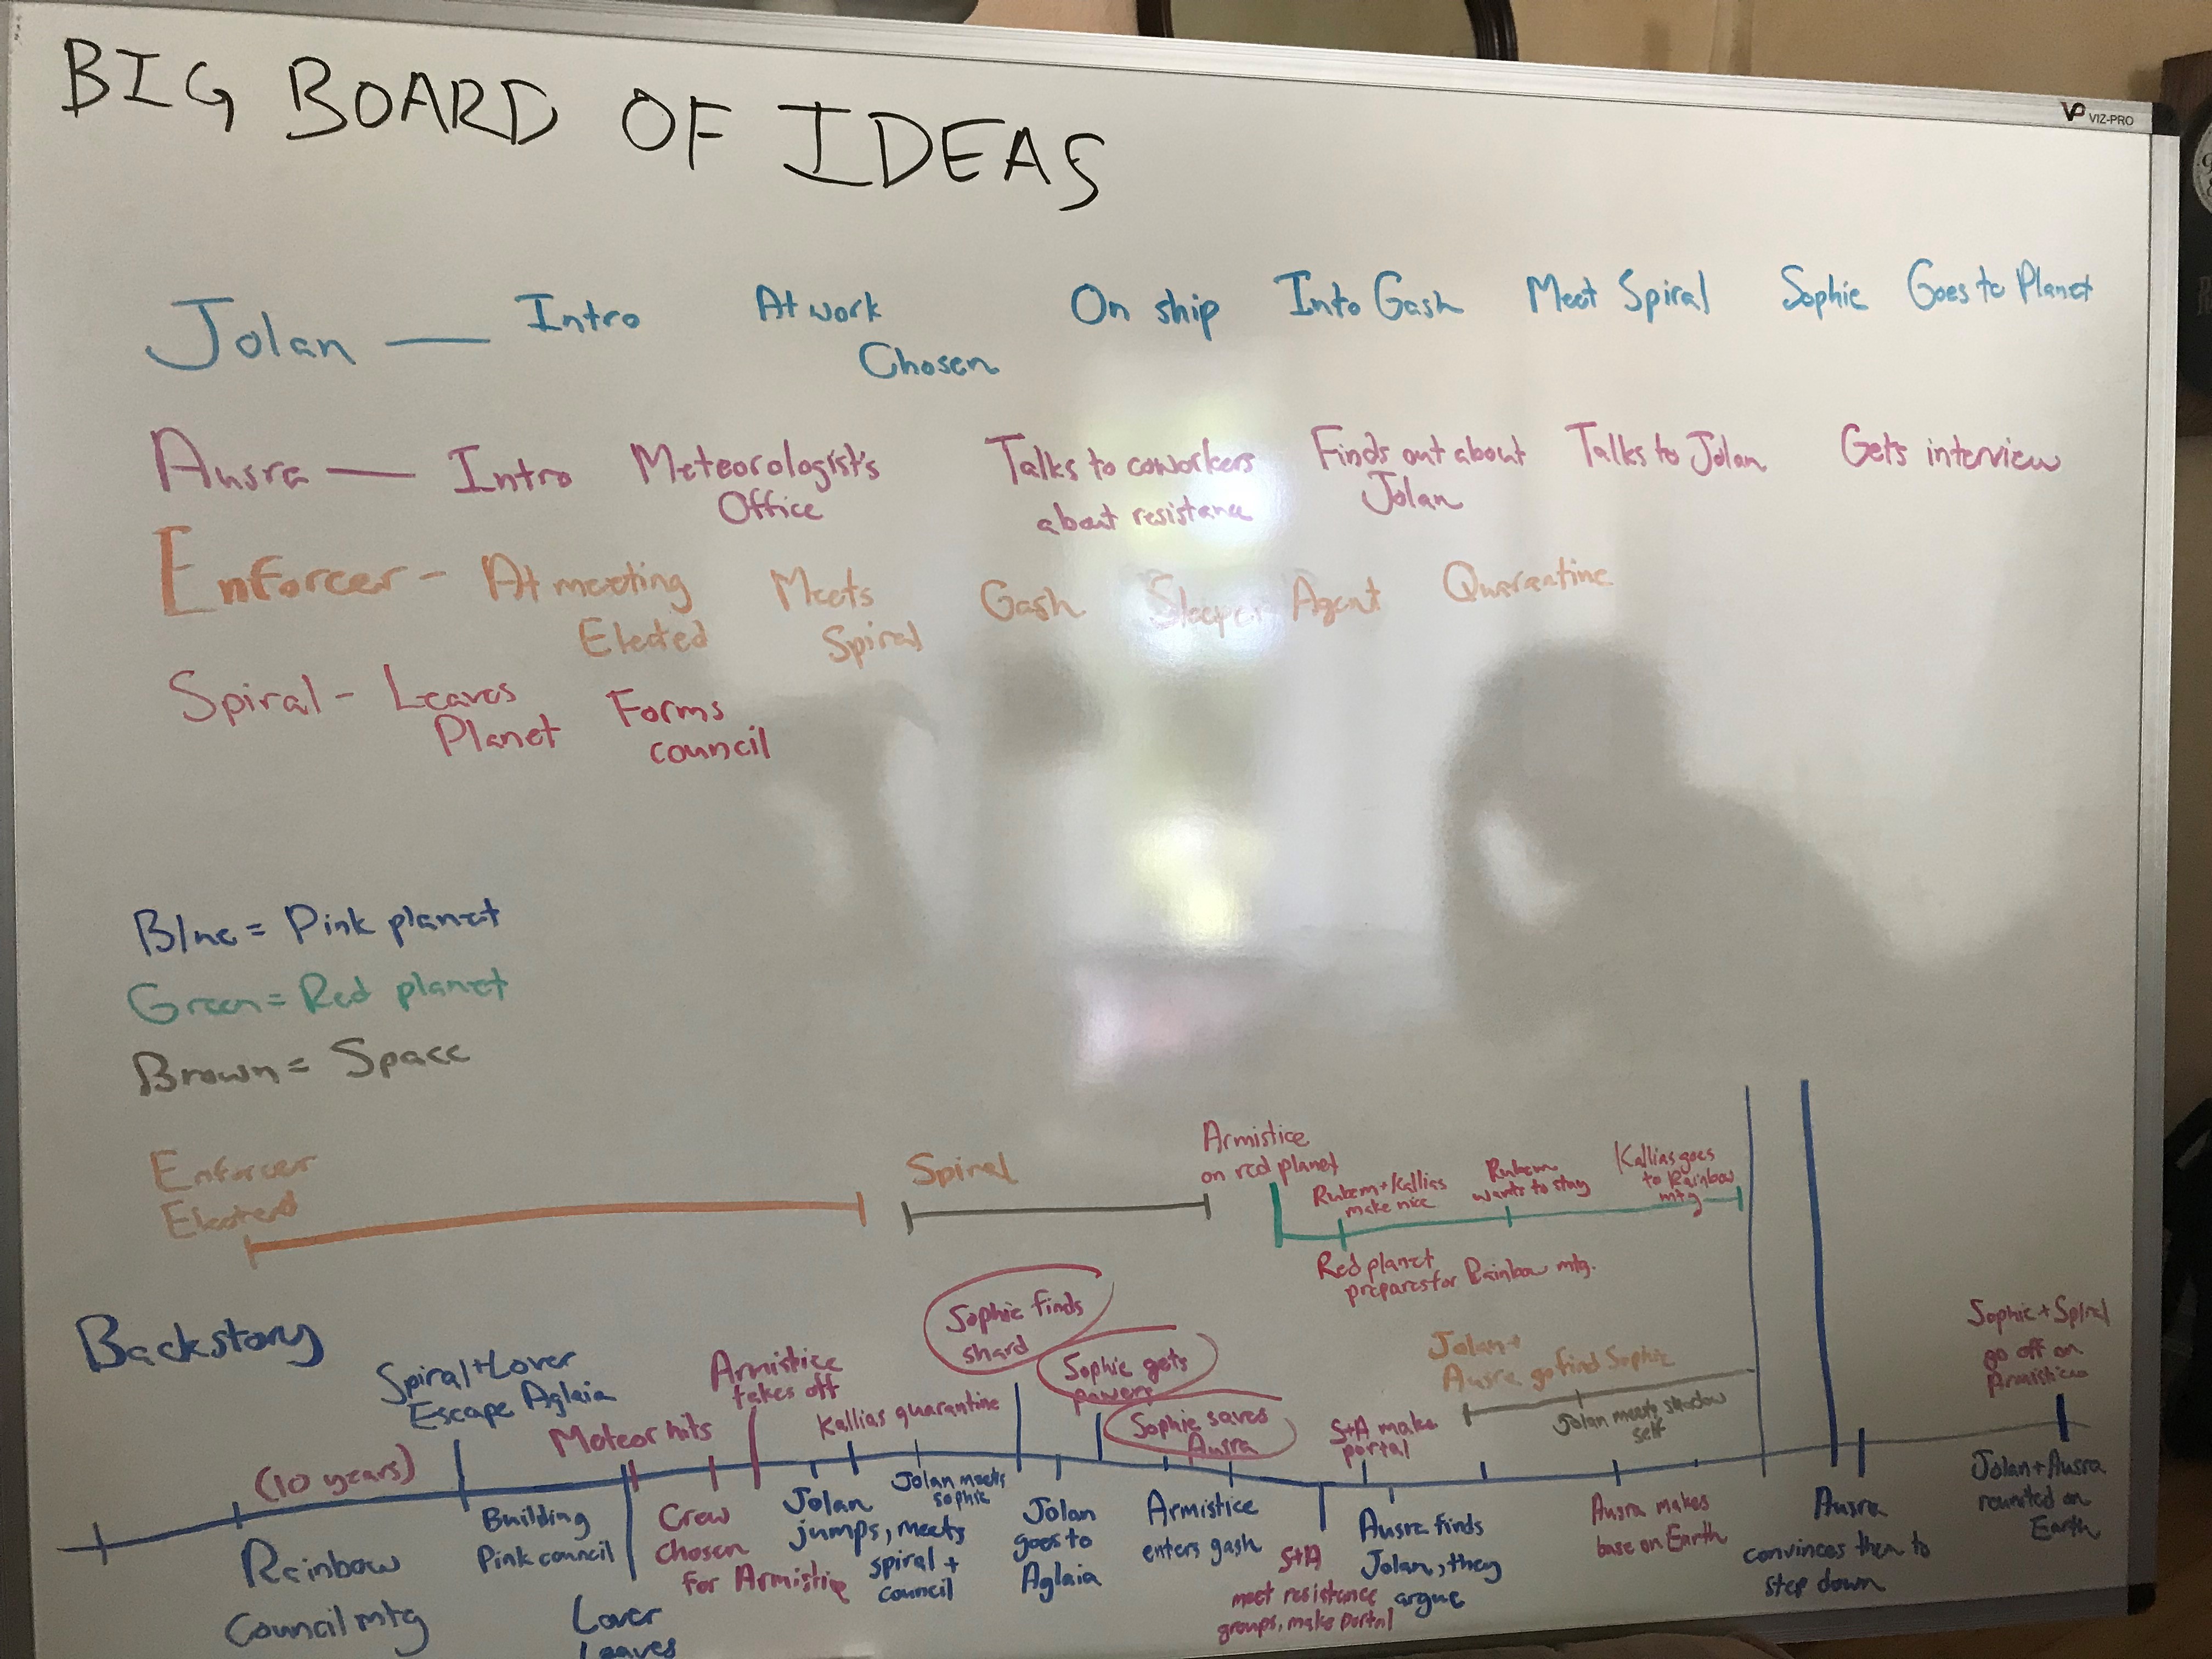 BIG BOARD OF IDEAS
VP VIZ-PRO
Jolan — Intro At work On ship Into Gash Meet Spiral Sophie Goes to Planet
Chosen
Ausra — Intro Meteorologist's Talks to coworkers Finds out about Talks to Jolan Gets interview
Office about resistance Jolan
Enforcer - At meeting Meets Gash Sleeper Agent Quarantine
Elected Spiral
Spiral - Leaves Forms
Planet council
Blue = Pink planet
Green = Red planet
Brown = Space
Enforcer
Elected
Spiral
Armistice
on red planet
Rubem + Kallias
make nice
Rubem
wants to stay
Kallias goes
to Rainbow
mtg
Red planet
prepares for Rainbow mtg.
Backstory
(10 years)
Spiral + Lover
Escape Aglaia
Meteor hits
Armistice
takes off
Kallias quarantine
Sophie finds
shard
Sophie gets
powers
Sophie saves
Ausra
S+A make
portal
Jolan +
Ausra go find Sophie
Jolan meets shadow
self
Sophie + Spiral
go off on
Armistice
Rainbow
Council mtg
Building
Pink council
Lover
Leaves
Crew
chosen
for Armistice
Jolan
jumps, meets
spiral +
council
Jolan meets
Sophie
Jolan
goes to
Aglaia
Armistice
enters gash
S+A
meet resistance
groups, make portal
Ausra finds
Jolan, they
argue
Ausra makes
base on Earth
Ausra
convinces them to
step down
Jolan + Ausra
reunited on
Earth